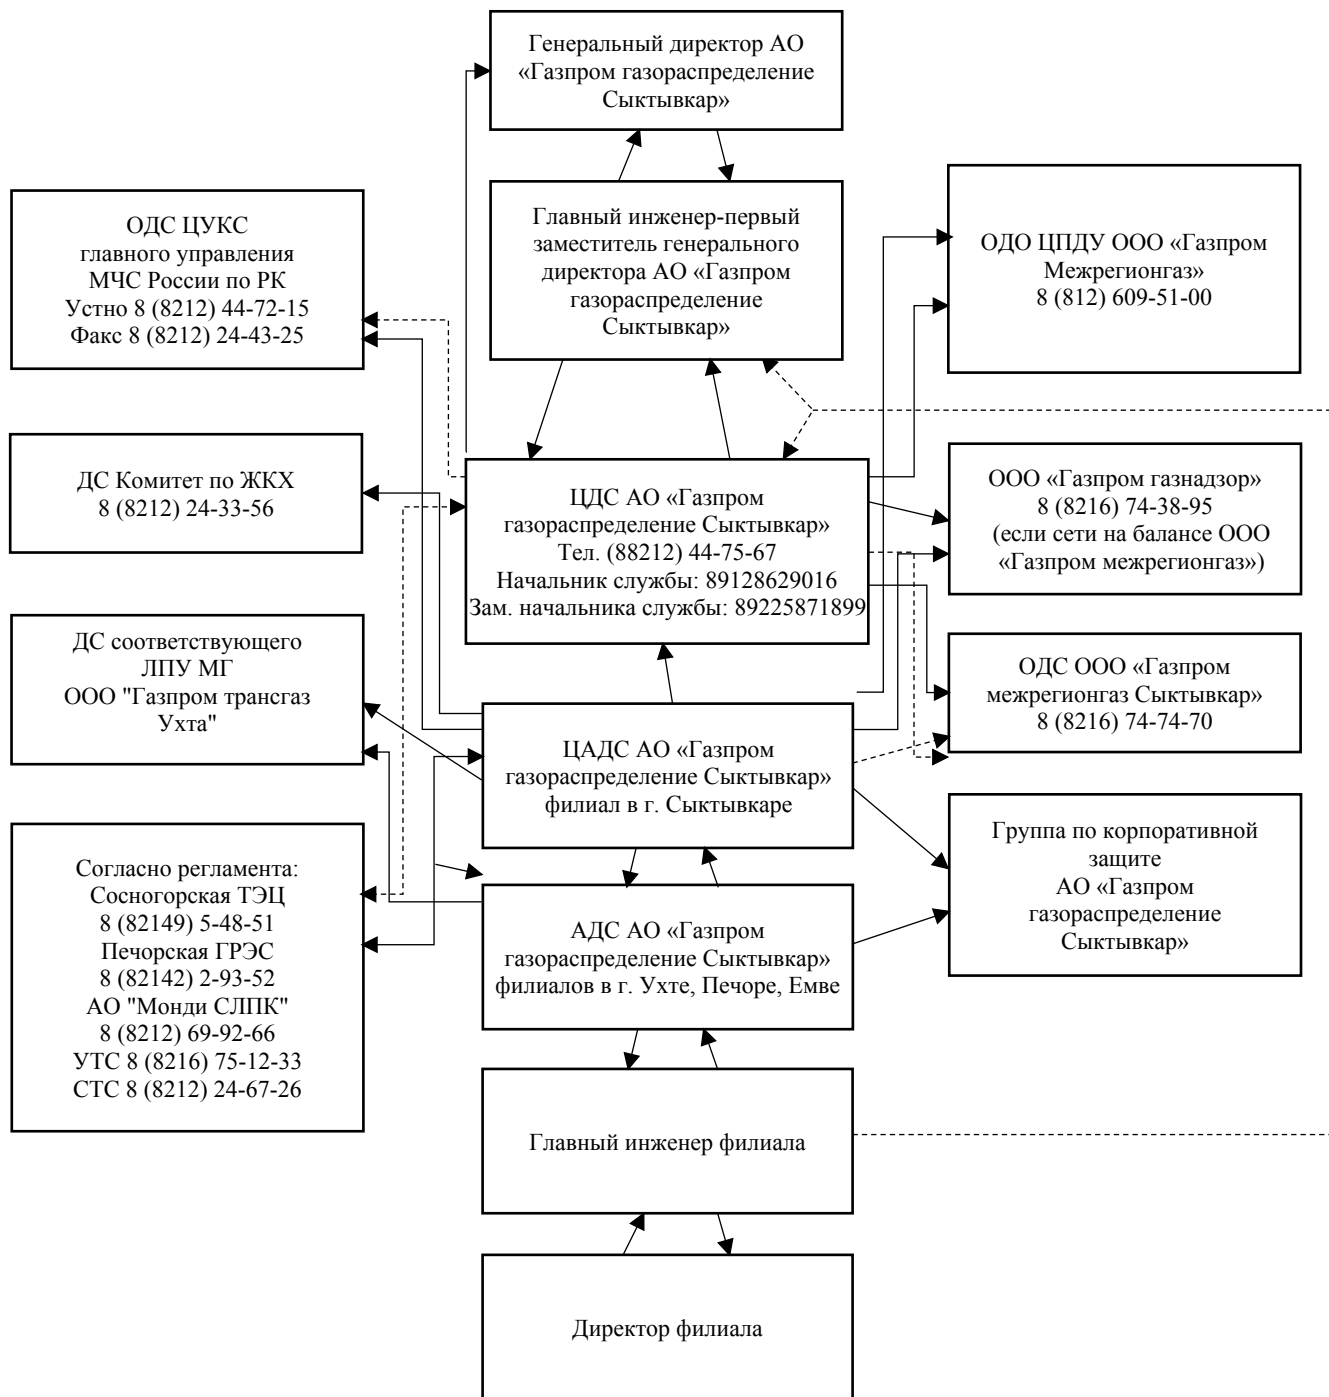 Генеральный директор АО
«Газпром газораспределение
Сыктывкар»
Главный инженер-первый
заместитель генерального
директора АО «Газпром
газораспределение
Сыктывкар»
ОДС ЦУКС
главного управления
МЧС России по РК
Устно 8 (8212) 44-72-15
Факс 8 (8212) 24-43-25
ОДО ЦПДУ ООО «Газпром
Межрегионгаз»
8 (812) 609-51-00
ДС Комитет по ЖКХ
8 (8212) 24-33-56
ЦДС АО «Газпром
газораспределение Сыктывкар»
Тел. (88212) 44-75-67
Начальник службы: 89128629016
Зам. начальника службы: 89225871899
ООО «Газпром газнадзор»
8 (8216) 74-38-95
(если сети на балансе ООО
«Газпром межрегионгаз»)
ДС соответствующего
ЛПУ МГ
ООО "Газпром трансгаз
Ухта"
ОДС ООО «Газпром
межрегионгаз Сыктывкар»
8 (8216) 74-74-70
ЦАДС АО «Газпром
газораспределение Сыктывкар»
филиал в г. Сыктывкаре
Группа по корпоративной
защите
АО «Газпром
газораспределение
Сыктывкар»
Согласно регламента:
Сосногорская ТЭЦ
8 (82149) 5-48-51
Печорская ГРЭС
8 (82142) 2-93-52
АО "Монди СЛПК"
8 (8212) 69-92-66
УТС 8 (8216) 75-12-33
СТС 8 (8212) 24-67-26
АДС АО «Газпром
газораспределение Сыктывкар»
филиалов в г. Ухте, Печоре, Емве
Главный инженер филиала
Директор филиала